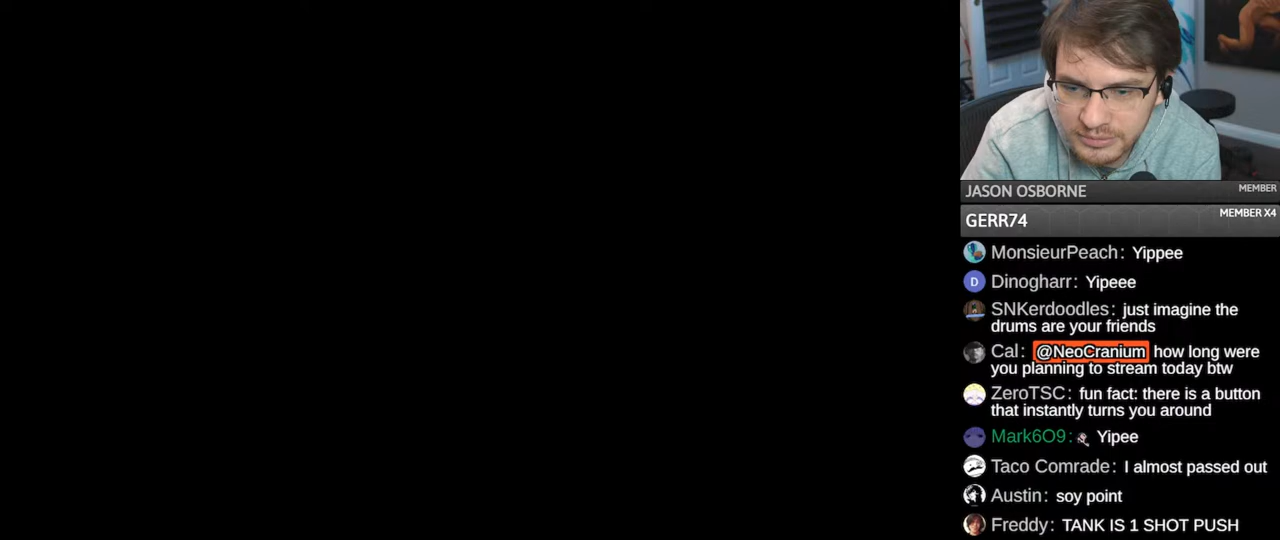 JASON OSBORNE MEMBER
GERR74 MEMBER X4
MonsieurPeach: Yippee
D Dinogharr: Yipeee
SNKerdoodles: just imagine the
drums are your friends
Cal: @NeoCranium how long were
you planning to stream today btw
ZeroTSC: fun fact: there is a button
that instantly turns you around
Mark6O9: Yipee
Taco Comrade: I almost passed out
Austin: soy point
Freddy: TANK IS 1 SHOT PUSH